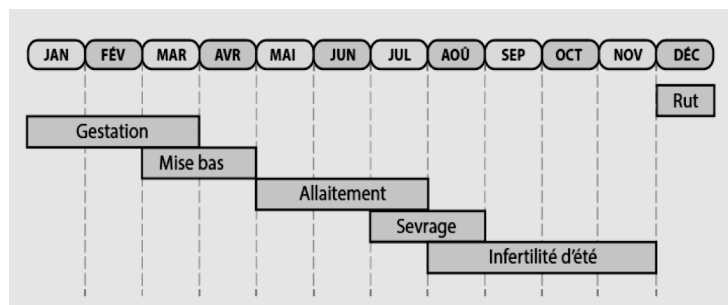 JAN FÉV MAR AVR MAI JUN JUL AOÛ SEP OCT NOV DÉC
Rut
Gestation
Mise bas
Allaitement
Sevrage
Infertilité d'été